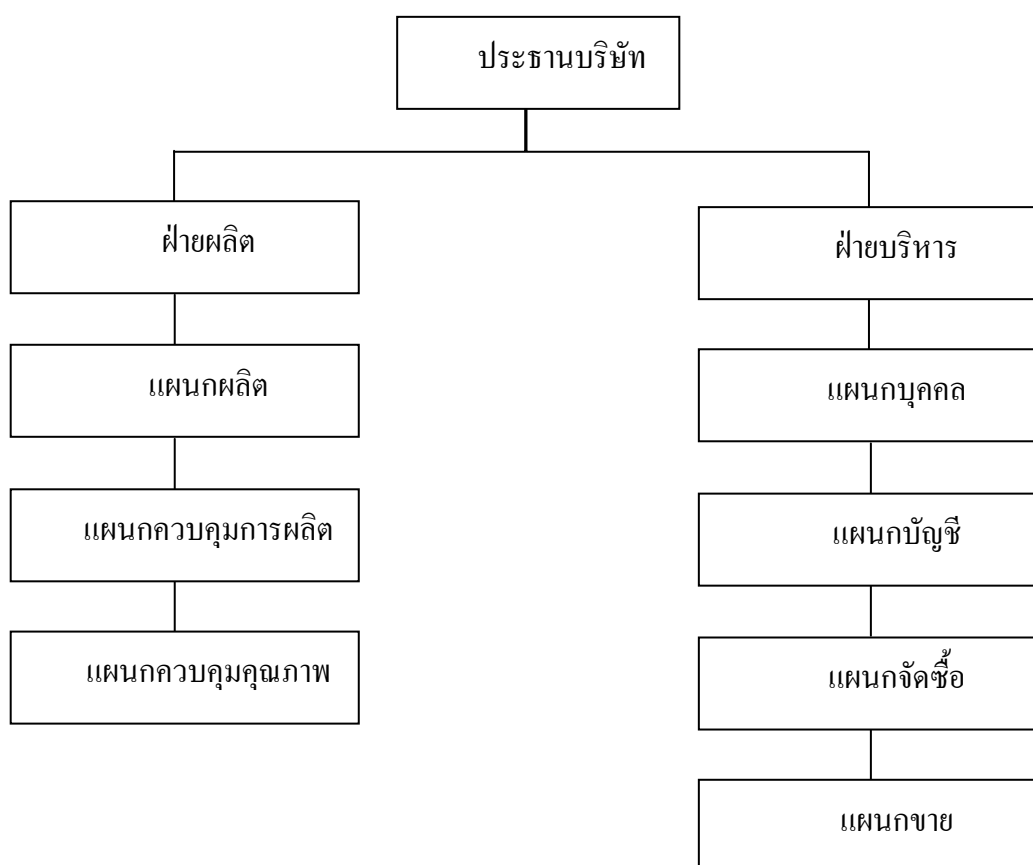 ประธานบริษัท
ฝ่ายผลิต
ฝ่ายบริหาร
แผนกผลิต
แผนกบุคคล
แผนกควบคุมการผลิต
แผนกบัญชี
แผนกควบคุมคุณภาพ
แผนกจัดซื้อ
แผนกขาย